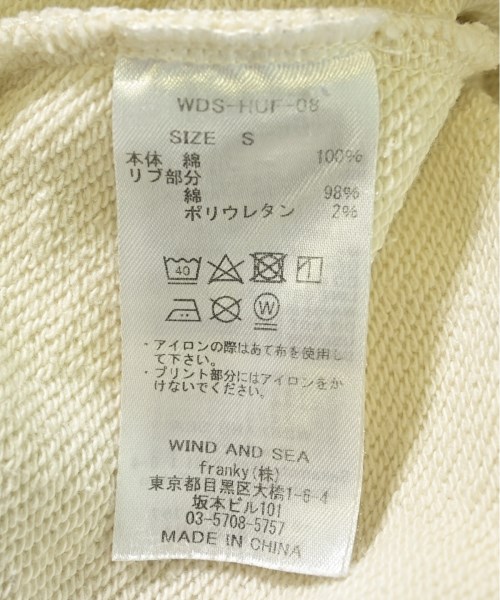 WDS-HUF-08
SIZE S
本体 綿 100%
リブ部分
綿 98%
ポリウレタン 2%
40
W
・アイロンの際はあて布を使用し
て下さい。
・プリント部分にはアイロンをか
けないでください。
WIND AND SEA
franky(株)
東京都目黒区大橋1-6-4
坂本ビル101
03-5708-5757
MADE IN CHINA